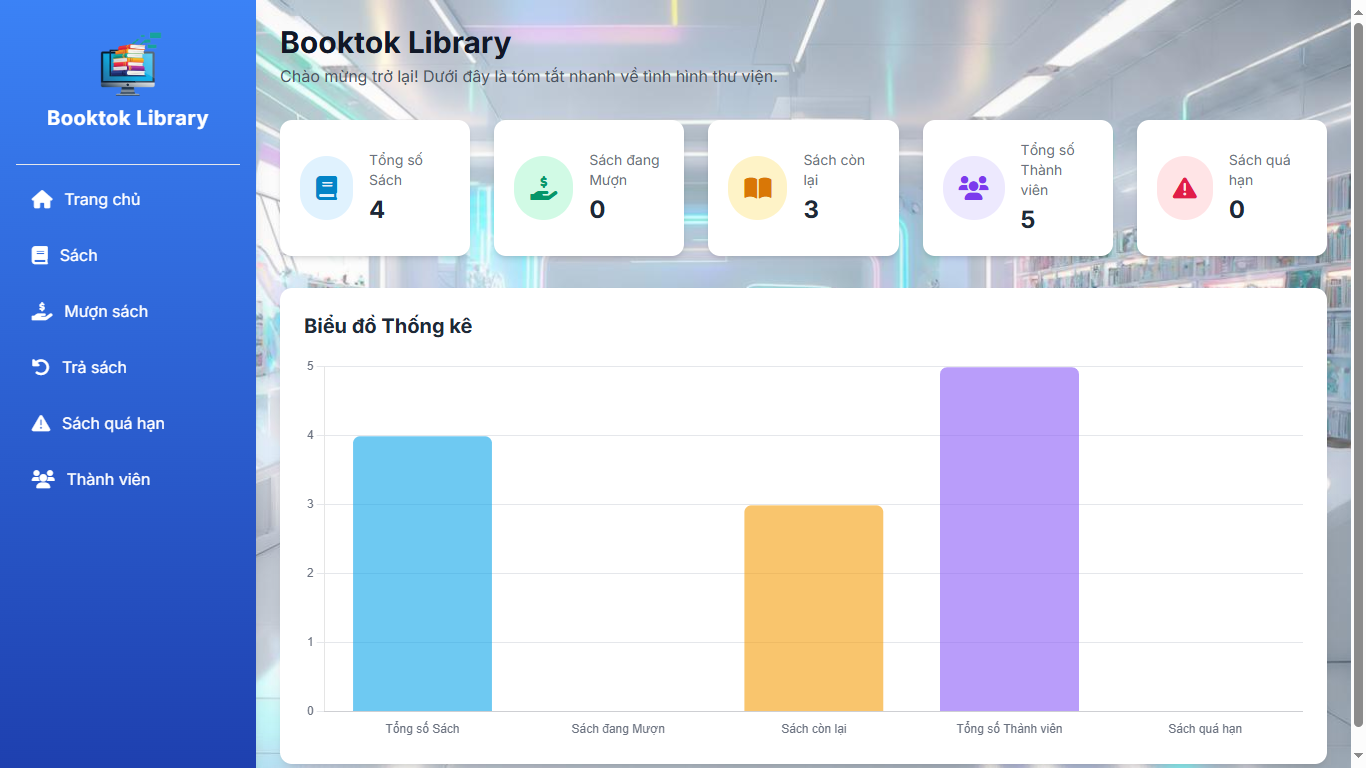 Booktok Library
Trang chủ
Sách
Mượn sách
Trả sách
Sách quá hạn
Thành viên
Booktok Library
Chào mừng trở lại! Dưới đây là tóm tắt nhanh về tình hình thư viện.
Tổng số
Sách
4
Sách đang
Mượn
0
Sách còn
lại
3
Tổng số
Thành
viên
5
Sách quá
hạn
0
Biểu đồ Thống kê
5
4
3
2
1
0
Tổng số Sách
Sách đang Mượn
Sách còn lại
Tổng số Thành viên
Sách quá hạn